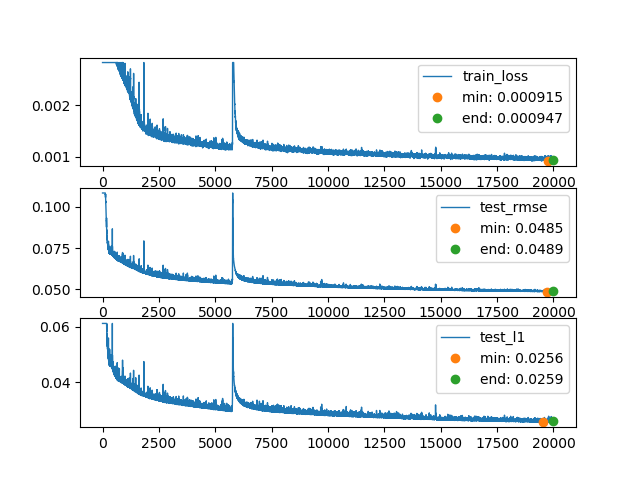 train_loss
min: 0.000915
end: 0.000947
0.002
0.001
0 2500 5000 7500 10000 12500 15000 17500 20000
test_rmse
min: 0.0485
end: 0.0489
0.100
0.075
0.050
0 2500 5000 7500 10000 12500 15000 17500 20000
test_l1
min: 0.0256
end: 0.0259
0.06
0.04
0 2500 5000 7500 10000 12500 15000 17500 20000